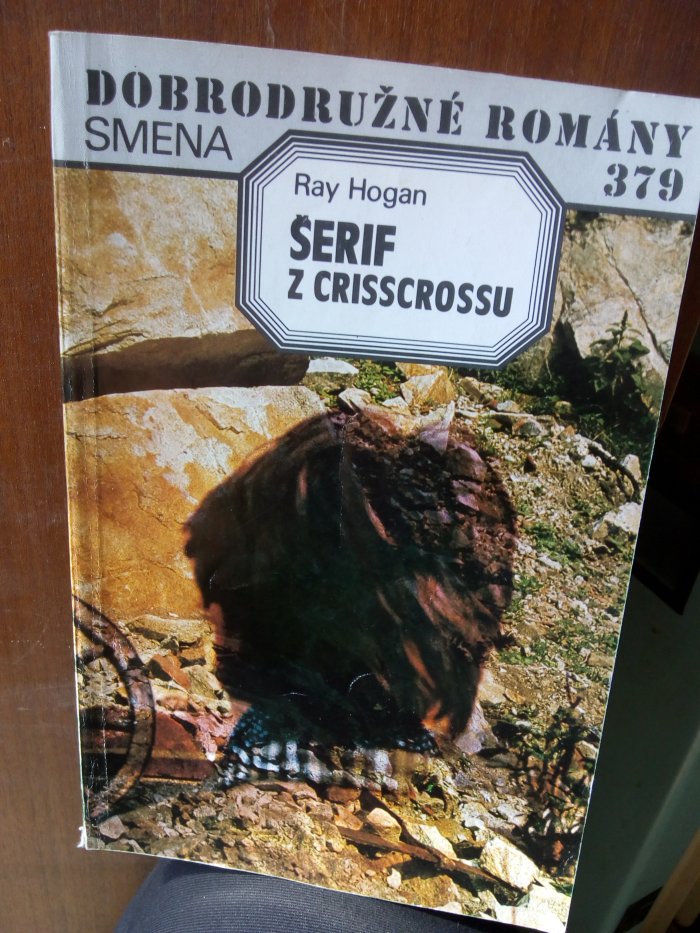 DOBRODRUŽNÉ ROMÁNY
SMENA
379
Ray Hogan
ŠERIF
Z CRISSCROSSU